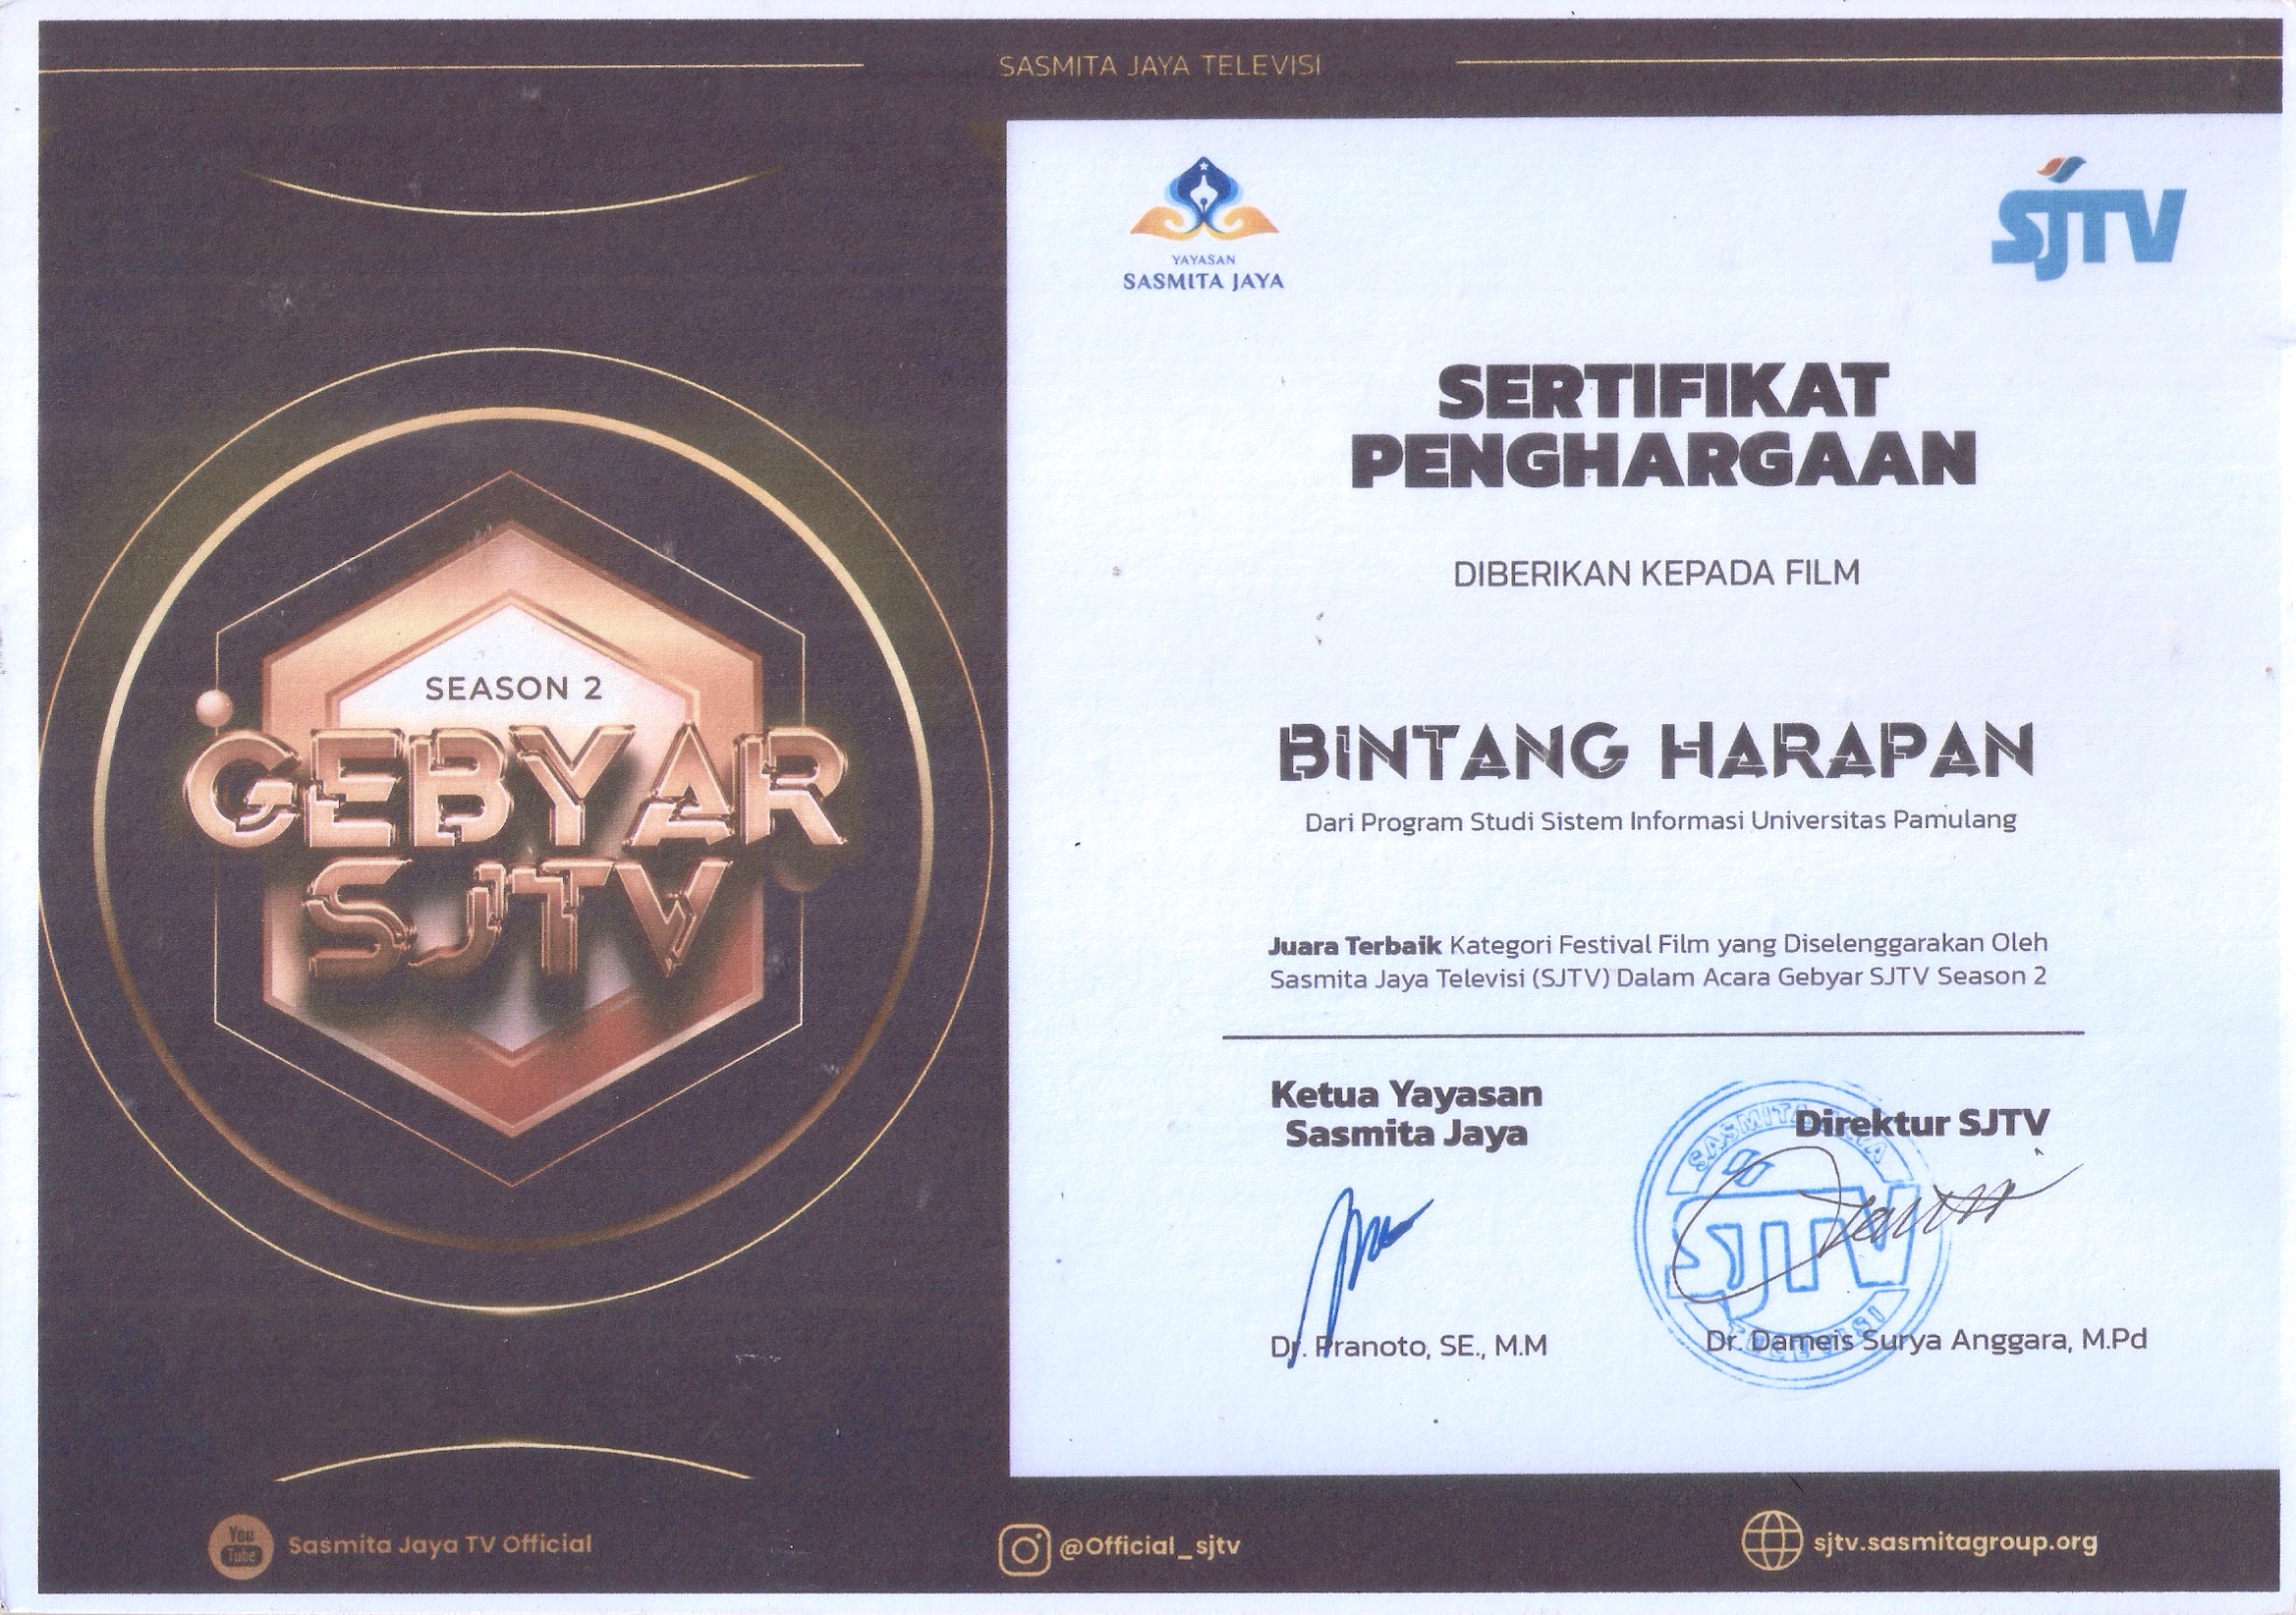 SASMITA JAYA TELEVISI
YAYASAN
SASMITA JAYA
SJTV
SERTIFIKAT
PENGHARGAAN
DIBERIKAN KEPADA FILM
SEASON 2
GEBYAR
SJTV
BINTANG HARAPAN
Dari Program Studi Sistem Informasi Universitas Pamulang
Juara Terbaik Kategori Festival Film yang Diselenggarakan Oleh
Sasmita Jaya Televisi (SJTV) Dalam Acara Gebyar SJTV Season 2
Ketua Yayasan
Sasmita Jaya
Direktur SJTV
SASMITA JAYA
SJTV
TELEVISI
Dr. Pranoto, SE., M.M
Dr. Dameis Surya Anggara, M.Pd
You
Tube
Sasmita Jaya TV Official
@Official_sjtv
sjtv.sasmitagroup.org